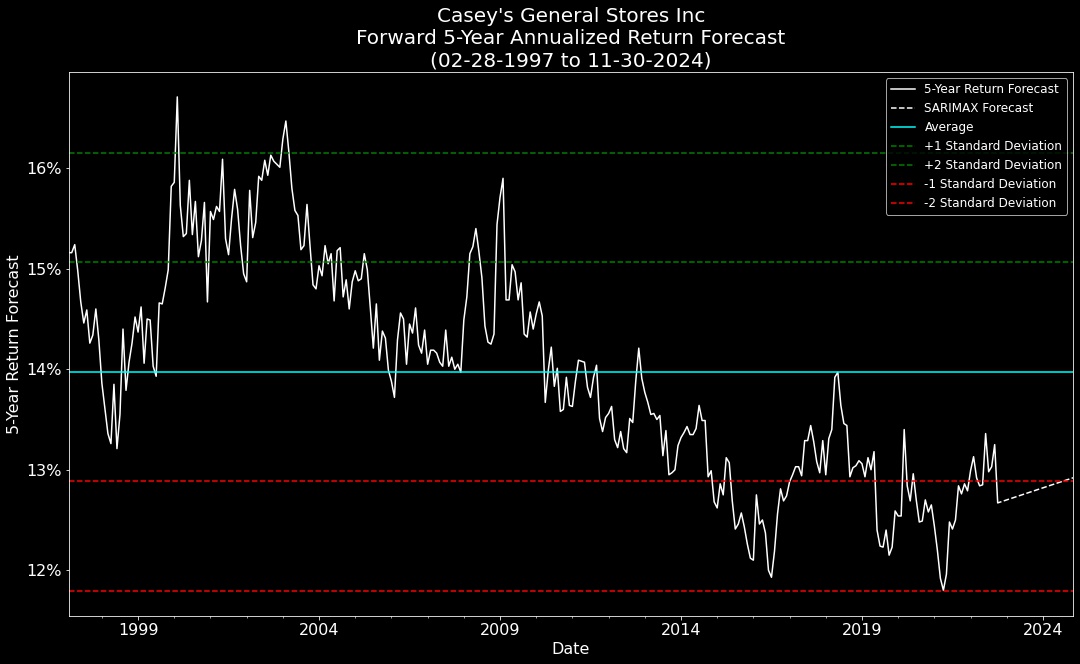 Casey's General Stores Inc
Forward 5-Year Annualized Return Forecast
(02-28-1997 to 11-30-2024)
5-Year Return Forecast
SARIMAX Forecast
Average
+1 Standard Deviation
+2 Standard Deviation
-1 Standard Deviation
-2 Standard Deviation
5-Year Return Forecast
16%
15%
14%
13%
12%
1999
2004
2009
2014
2019
2024
Date